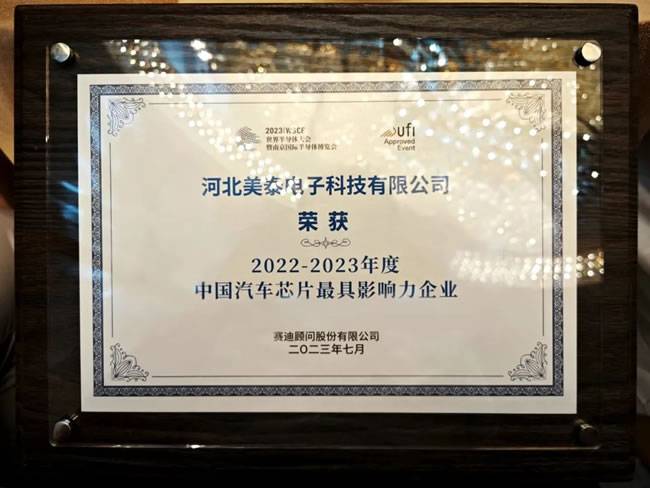 2023 WSCE
世界半导体大会
暨南京国际半导体博览会
ufi
Approved
Event
河北美泰电子科技有限公司
荣获
2022-2023年度
中国汽车芯片最具影响力企业
赛迪顾问股份有限公司
二〇二三年七月